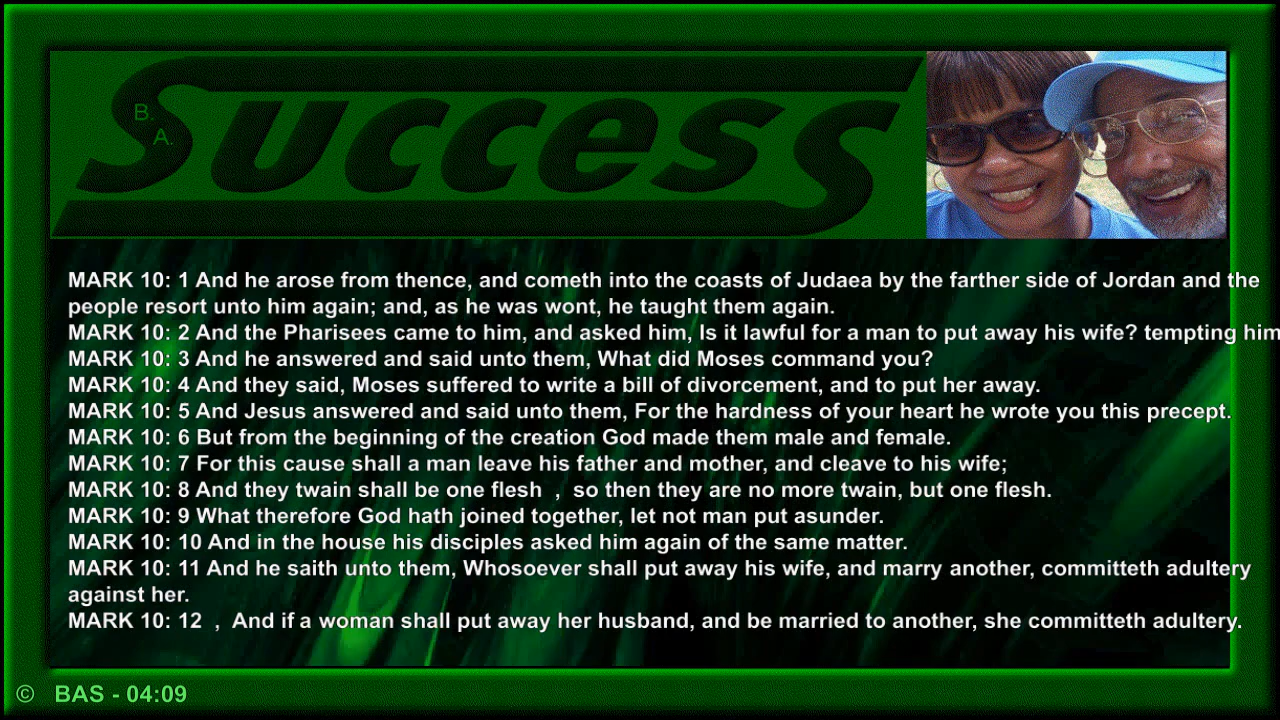 B.
A.
Success
MARK 10: 1 And he arose from thence, and cometh into the coasts of Judaea by the farther side of Jordan and the
people resort unto him again; and, as he was wont, he taught them again.
MARK 10: 2 And the Pharisees came to him, and asked him, Is it lawful for a man to put away his wife? tempting him
MARK 10: 3 And he answered and said unto them, What did Moses command you?
MARK 10: 4 And they said, Moses suffered to write a bill of divorcement, and to put her away.
MARK 10: 5 And Jesus answered and said unto them, For the hardness of your heart he wrote you this precept.
MARK 10: 6 But from the beginning of the creation God made them male and female.
MARK 10: 7 For this cause shall a man leave his father and mother, and cleave to his wife;
MARK 10: 8 And they twain shall be one flesh , so then they are no more twain, but one flesh.
MARK 10: 9 What therefore God hath joined together, let not man put asunder.
MARK 10: 10 And in the house his disciples asked him again of the same matter.
MARK 10: 11 And he saith unto them, Whosoever shall put away his wife, and marry another, committeth adultery
against her.
MARK 10: 12 , And if a woman shall put away her husband, and be married to another, she committeth adultery.
© BAS - 04:09